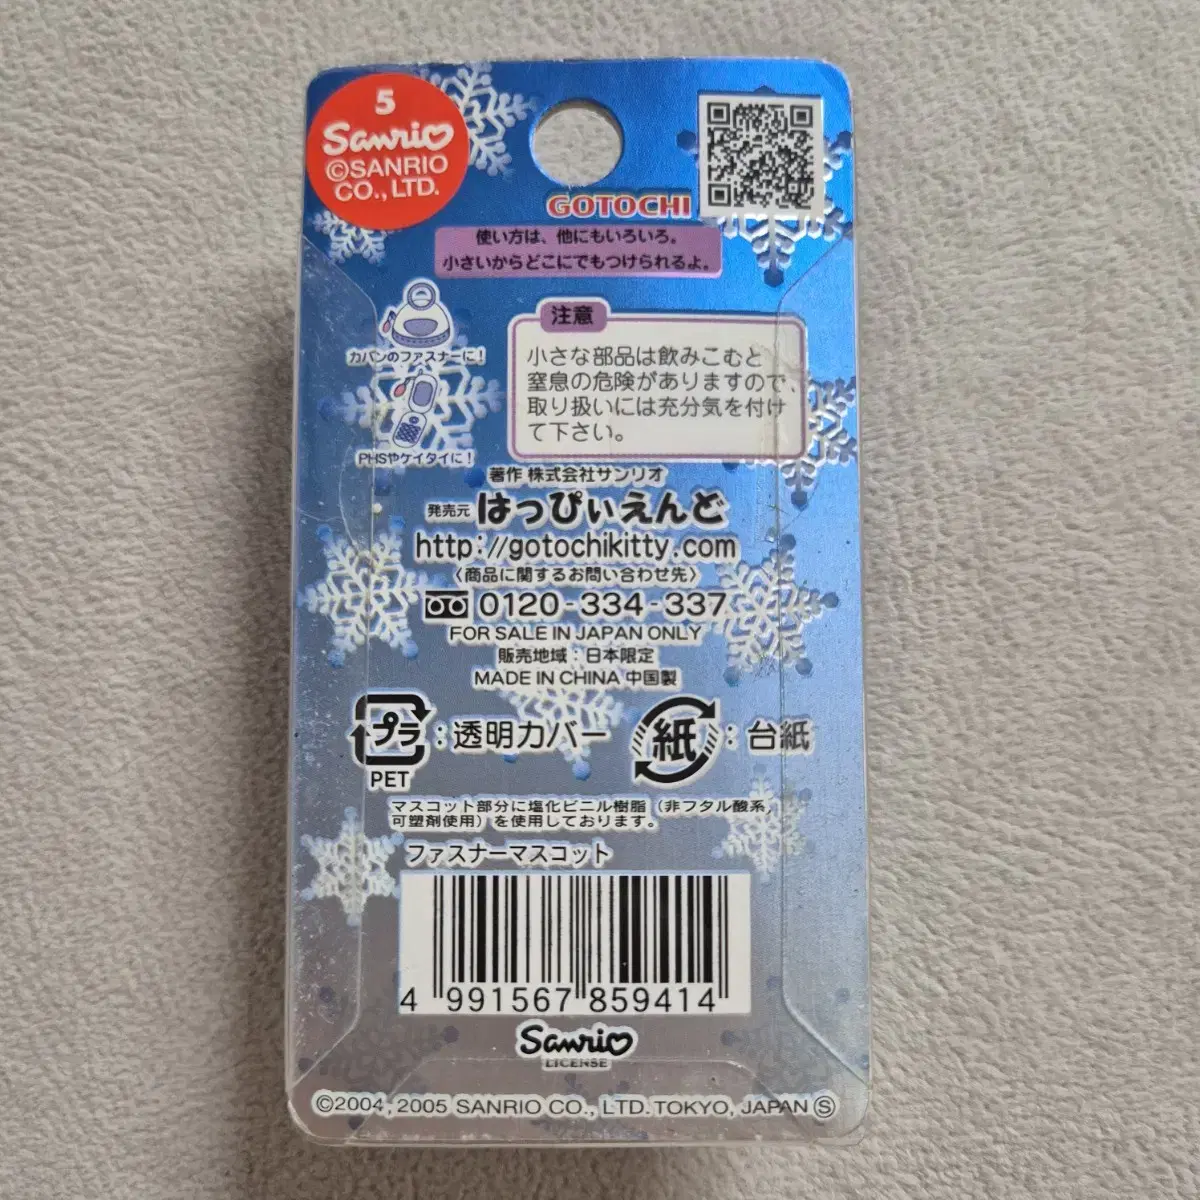 5
Sanrio
©SANRIO
CO., LTD.
GOTOCHI
使い方は、他にもいろいろ。
小さいからどこにでもつけられるよ。
カバンのファスナーに!
PHSやケイタイに!
注意
小さな部品は飲みこむと
窒息の危険がありますので、
取り扱いには充分気を付け
て下さい。
著作 株式会社サンリオ
発売元 はっぴぃえんど
http://gotochikitty.com
〈商品に関するお問い合わせ先〉
0120-334-337
FOR SALE IN JAPAN ONLY
販売地域:日本限定
MADE IN CHINA 中国製
プラ:透明カバー
PET
紙:台紙
マスコット部分に塩化ビニル樹脂(非フタル酸系、
可塑剤使用)を使用しております。
ファスナーマスコット
4 991567 859414
Sanrio
LICENSE
©2004, 2005 SANRIO CO., LTD. TOKYO, JAPAN Ⓢ